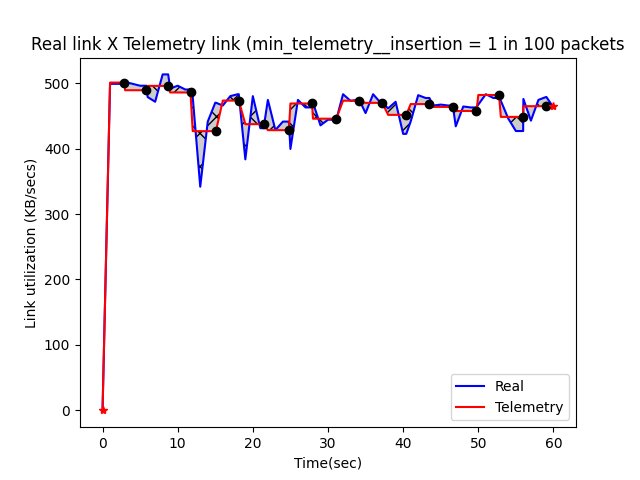 Real link X Telemetry link (min_telemetry__insertion = 1 in 100 packets
Link utilization (KB/secs)
500
400
300
200
100
0
0 10 20 30 40 50 60
Time(sec)
Real
Telemetry